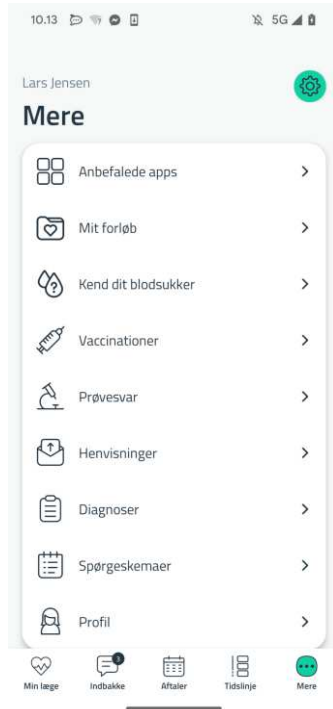 10.13
5G
Lars Jensen
Mere
Anbefalede apps
Mit forløb
Kend dit blodsukker
Vaccinationer
Prøvesvar
Henvisninger
Diagnoser
Spørgeskemaer
Profil
3
Min læge Indbakke Aftaler Tidslinje Mere